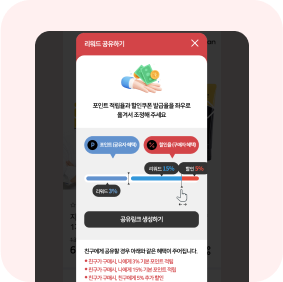 리워드 공유하기
포인트 적립율과 할인쿠폰 발급율을 좌우로
움겨서 조정해 주세요
P 포인트 (공유자 혜택)
% 할인율 (구매자 혜택)
리워드 15%
할인 5%
리워드 3%
공유링크 생성하기
친구에게 공유할 경우 아래와 같은 혜택이 주어집니다.
친구가 구매시, 나에게 3% 기본 포인트 적립
친구가 구매시, 나에게 15% 기본 포인트 적립
친구가 구매시, 친구에게 5% 추가 할인